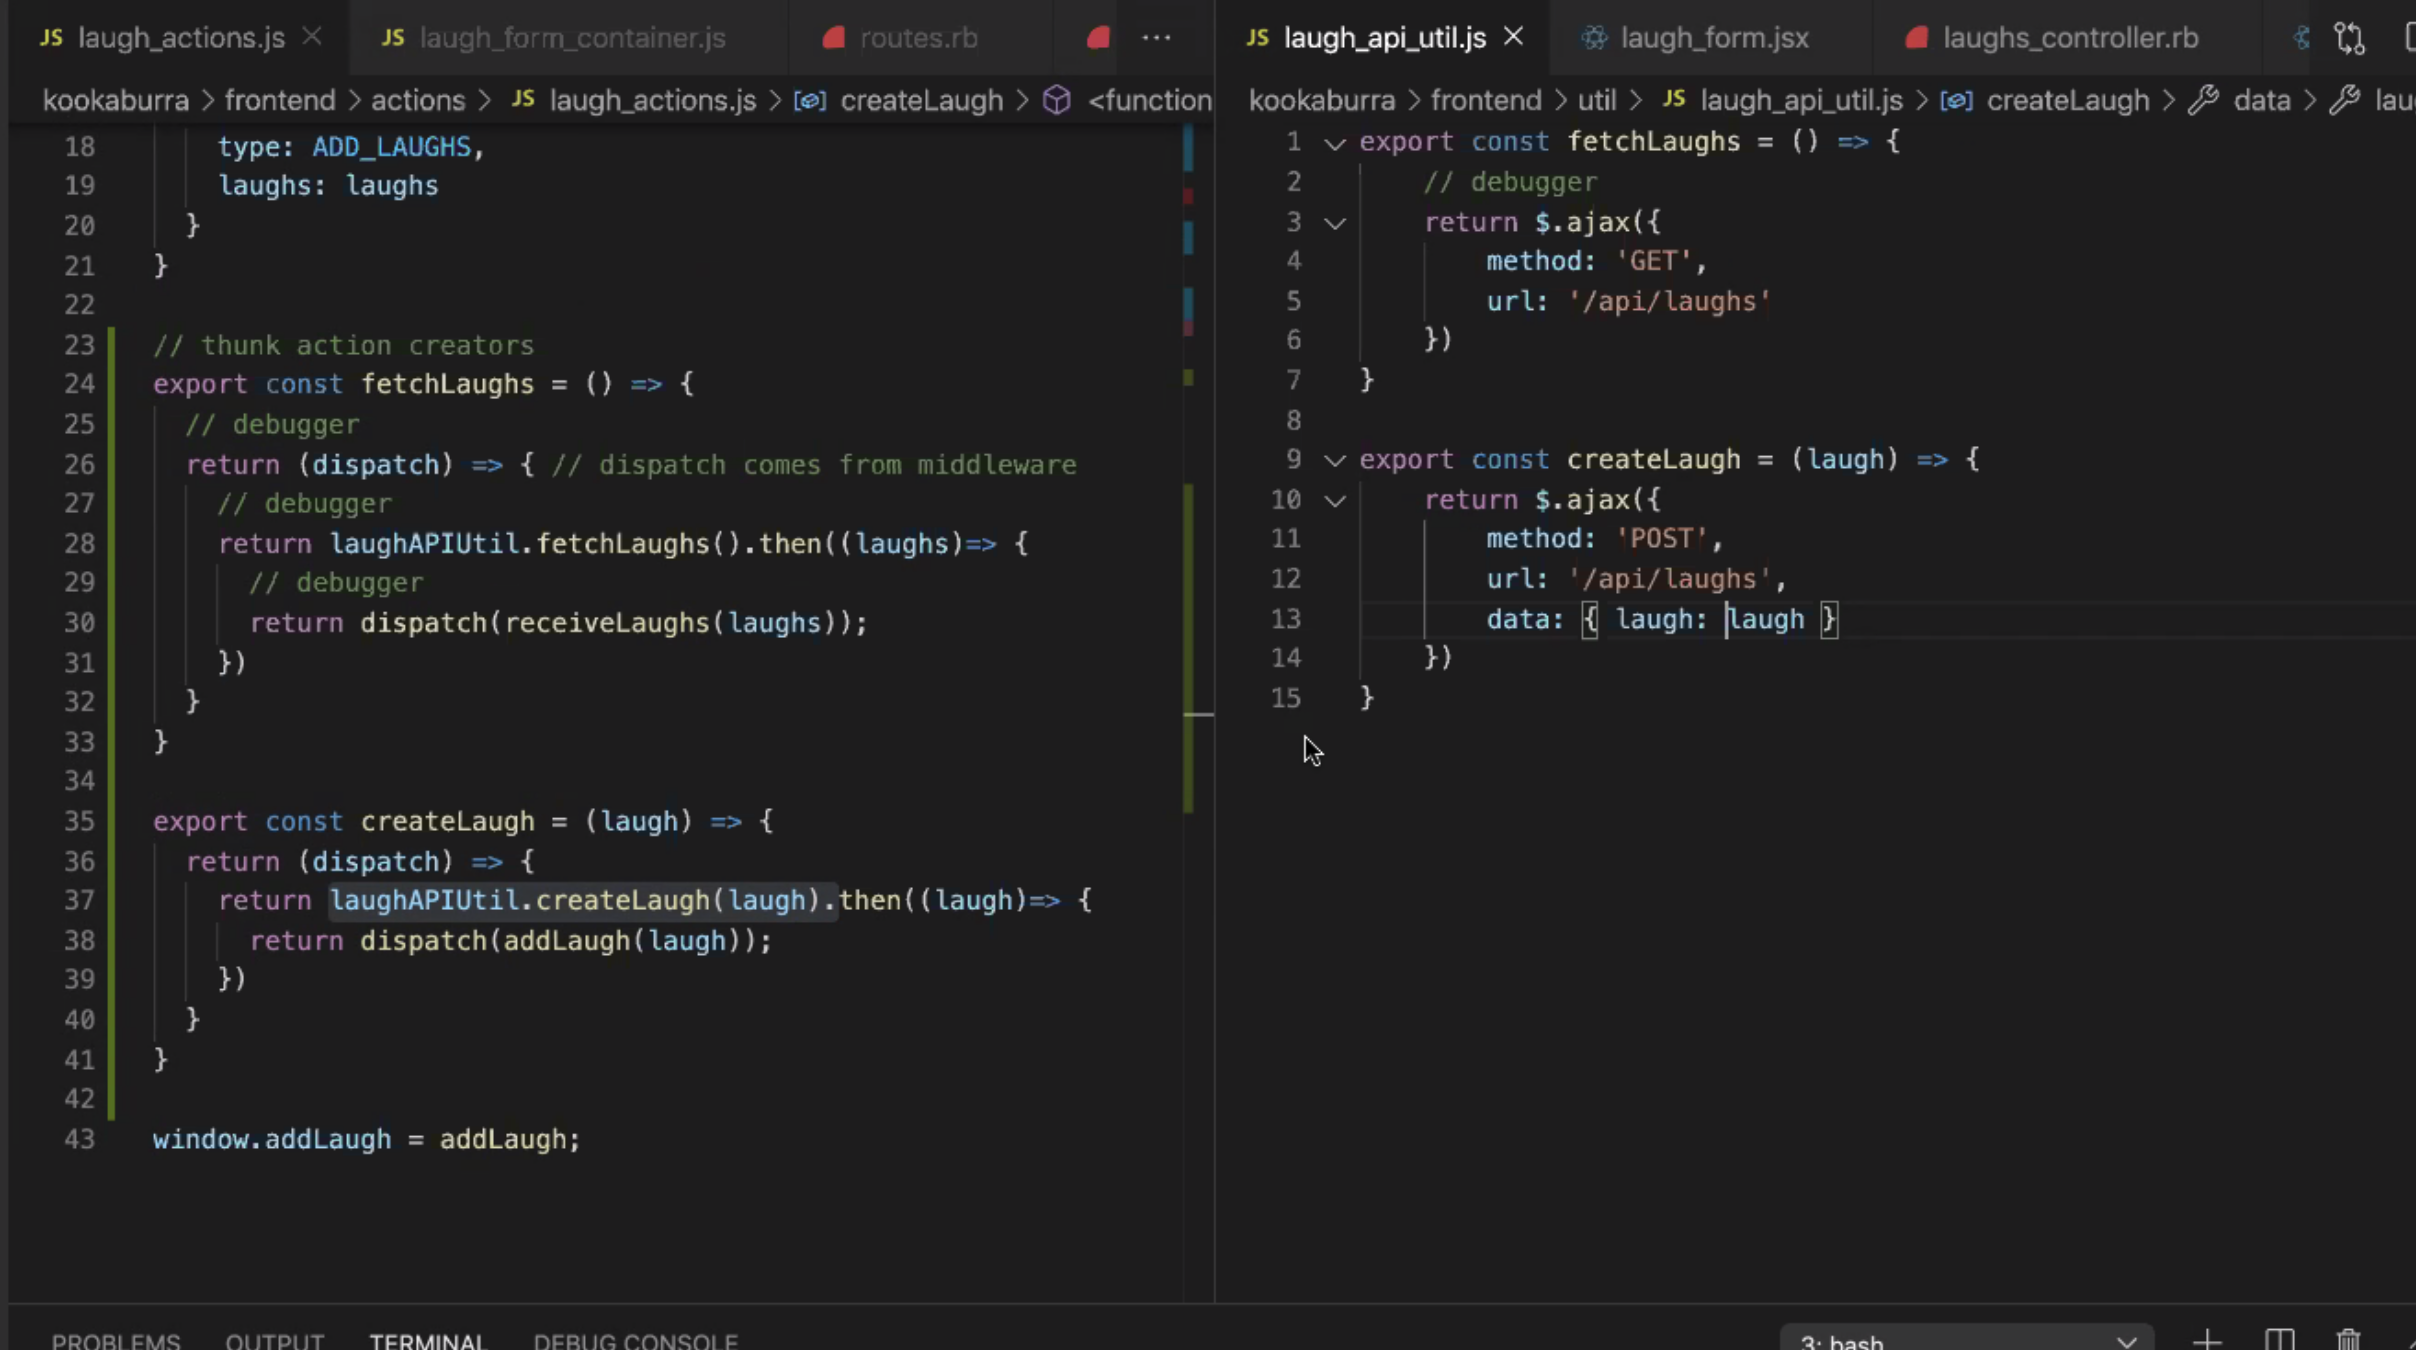 JS laugh_actions.js
JS laugh_form_container.js
routes.rb
...
kookaburra > frontend > actions > JS laugh_actions.js > createLaugh > <function
18 type: ADD_LAUGHS,
19 laughs: laughs
20 }
21 }
22
23 // thunk action creators
24 export const fetchLaughs = () => {
25 // debugger
26 return (dispatch) => { // dispatch comes from middleware
27 // debugger
28 return laughAPIUtil.fetchLaughs().then((laughs)=> {
29 // debugger
30 return dispatch(receiveLaughs(laughs));
31 })
32 }
33 }
34
35 export const createLaugh = (laugh) => {
36 return (dispatch) => {
37 return laughAPIUtil.createLaugh(laugh).then((laugh)=> {
38 return dispatch(addLaugh(laugh));
39 })
40 }
41 }
42
43 window.addLaugh = addLaugh;
JS laugh_api_util.js
laugh_form.jsx
laughs_controller.rb
kookaburra > frontend > util > JS laugh_api_util.js > createLaugh > data > lau
1 export const fetchLaughs = () => {
2 // debugger
3 return $.ajax({
4 method: 'GET',
5 url: '/api/laughs'
6 })
7 }
8
9 export const createLaugh = (laugh) => {
10 return $.ajax({
11 method: 'POST',
12 url: '/api/laughs',
13 data: { laugh: laugh }
14 })
15 }
PROBLEMS OUTPUT TERMINAL DEBUG CONSOLE
3: bash